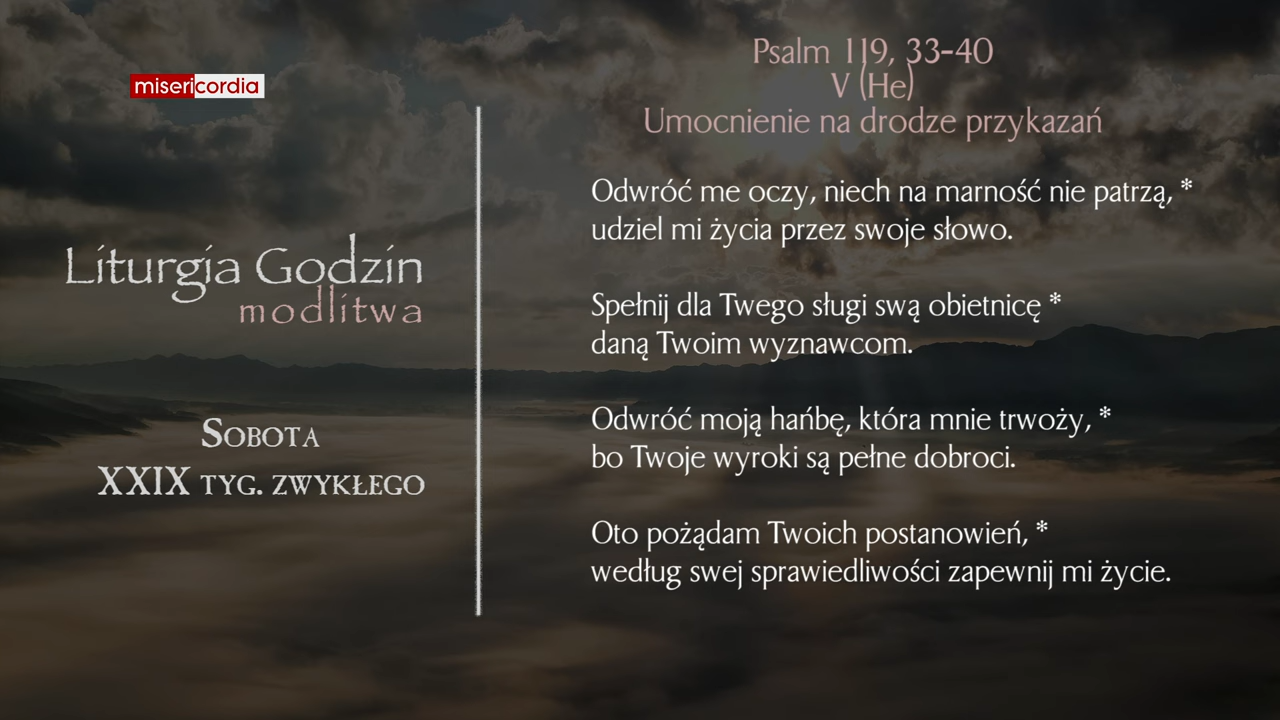 misericordia
Liturgia Godzin
modlitwa
Sobota
XXIX tyg. zwykłego
Psalm 119, 33-40
V (He)
Umocnienie na drodze przykazań
Odwróć me oczy, niech na marność nie patrzą, *
udziel mi życia przez swoje słowo.
Spełnij dla Twego sługi swą obietnicę *
daną Twoim wyznawcom.
Odwróć moją hańbę, która mnie trwoży, *
bo Twoje wyroki są pełne dobroci.
Oto pożądam Twoich postanowień, *
według swej sprawiedliwości zapewnij mi życie.